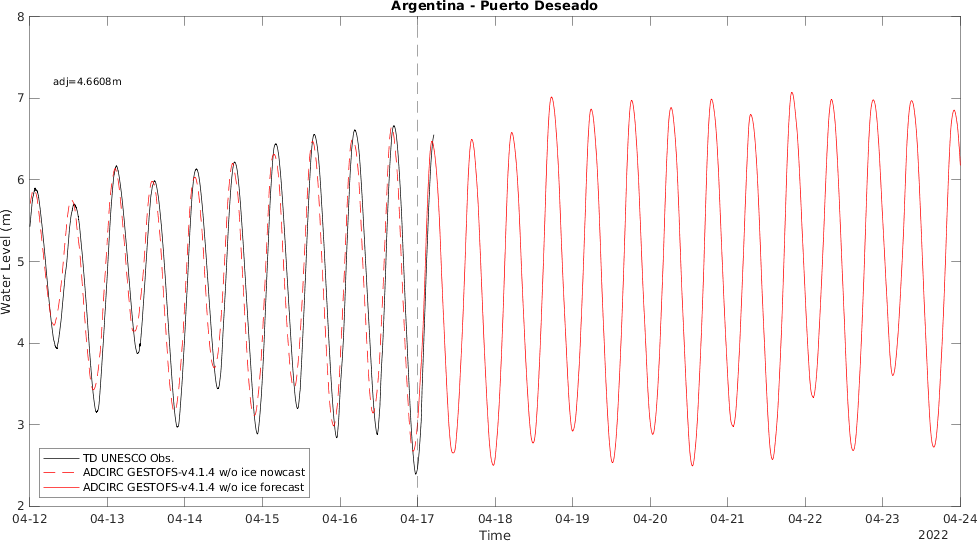 Argentina - Puerto Deseado
8
adj=4.6608m
7
6
5
4
3
2
Water Level (m)
TD UNESCO Obs.
ADCIRC GESTOFS-v4.1.4 w/o ice nowcast
ADCIRC GESTOFS-v4.1.4 w/o ice forecast
04-12 04-13 04-14 04-15 04-16 04-17 04-18 04-19 04-20 04-21 04-22 04-23 04-24
Time
2022